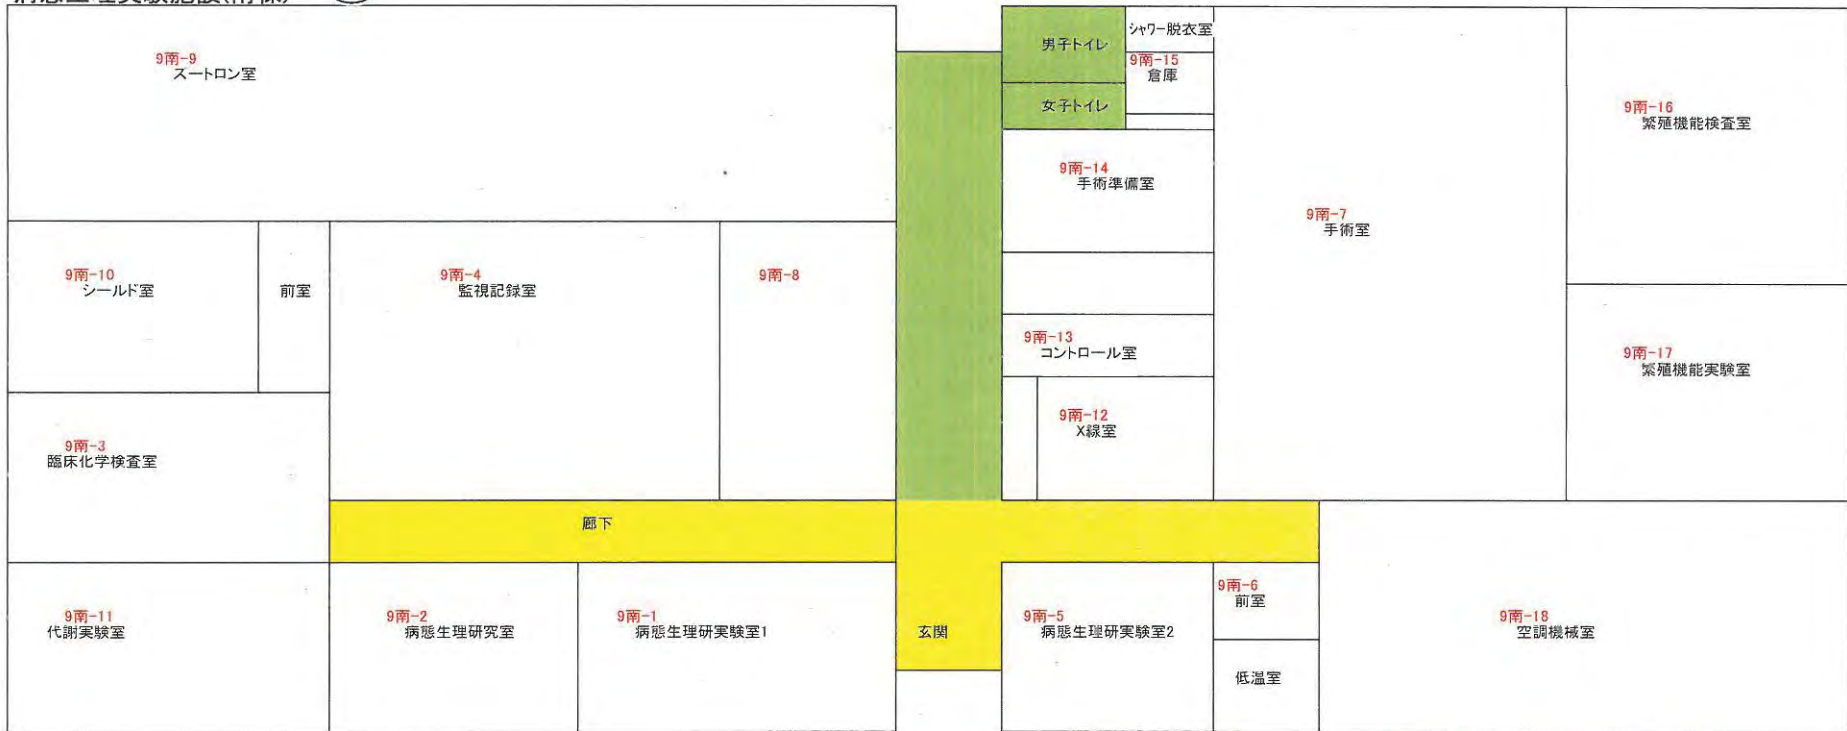 9南-9
ズートロン室
男子トイレ
シャワー脱衣室
9南-15
倉庫
女子トイレ
9南-16
繁殖機能検査室
9南-14
手術準備室
9南-7
手術室
9南-10
シールド室
前室
9南-4
監視記録室
9南-8
9南-13
コントロール室
9南-17
繁殖機能実験室
9南-12
X線室
9南-3
臨床化学検査室
廊下
9南-11
代謝実験室
9南-2
病態生理研究室
9南-1
病態生理研実験室1
玄関
9南-5
病態生理研実験室2
9南-6
前室
低温室
9南-18
空調機械室